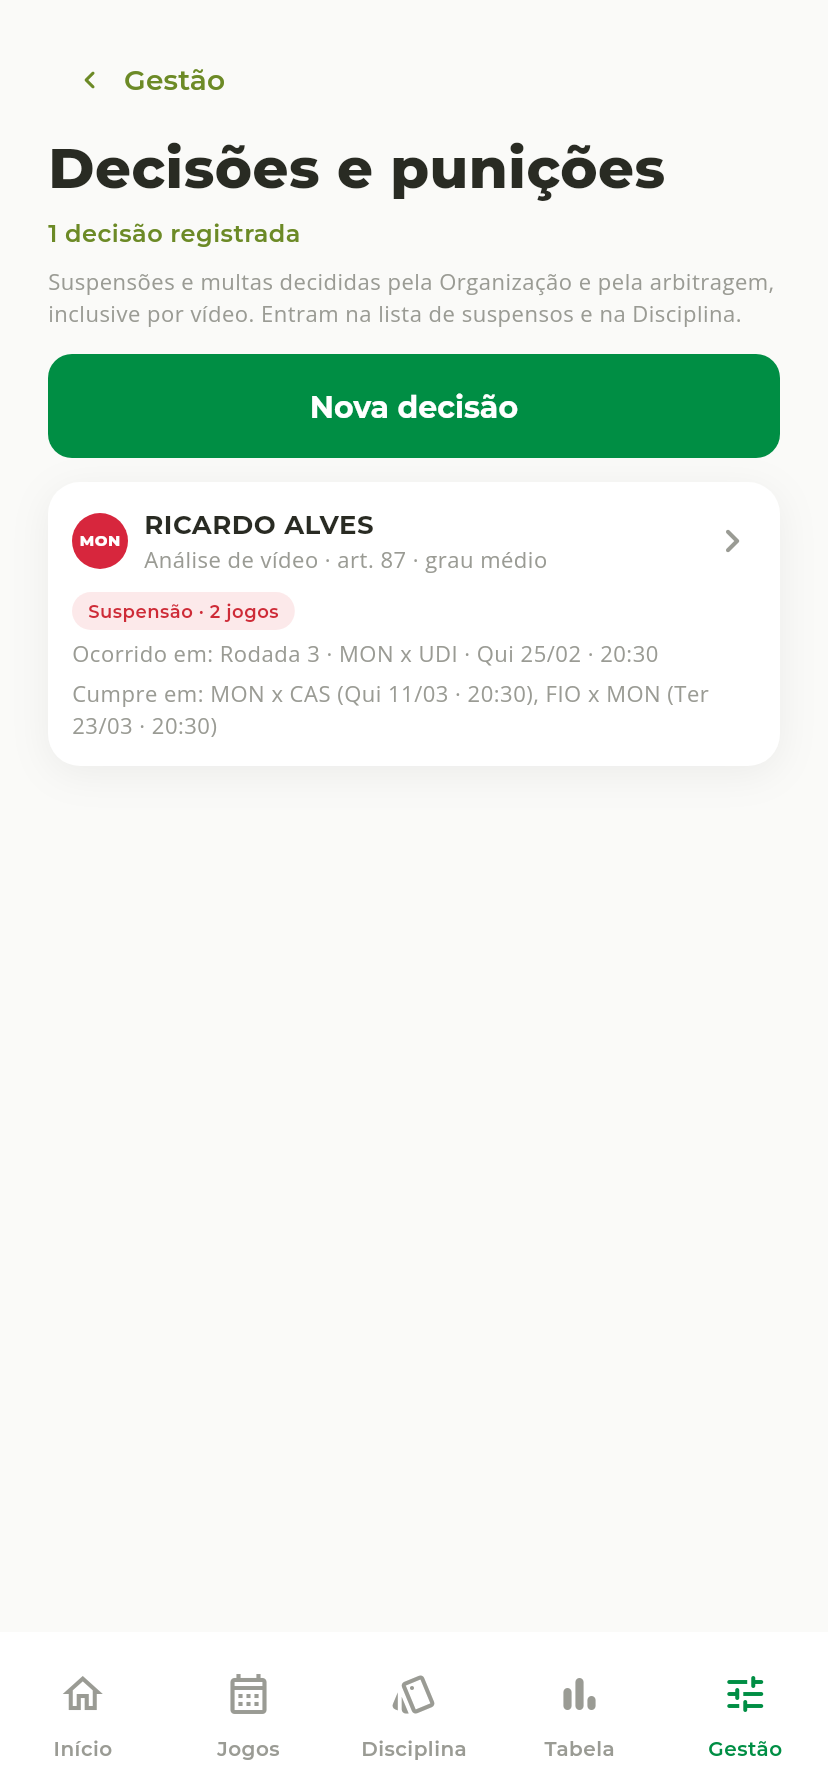 Gestão
Decisões e punições
1 decisão registrada
Suspensões e multas decididas pela Organização e pela arbitragem,
inclusive por vídeo. Entram na lista de suspensos e na Disciplina.
Nova decisão
MON
RICARDO ALVES
Análise de vídeo · art. 87 · grau médio
Suspensão · 2 jogos
Ocorrido em: Rodada 3 · MON x UDI · Qui 25/02 · 20:30
Cumpre em: MON x CAS (Qui 11/03 · 20:30), FIO x MON (Ter
23/03 · 20:30)
Início
Jogos
Disciplina
Tabela
Gestão